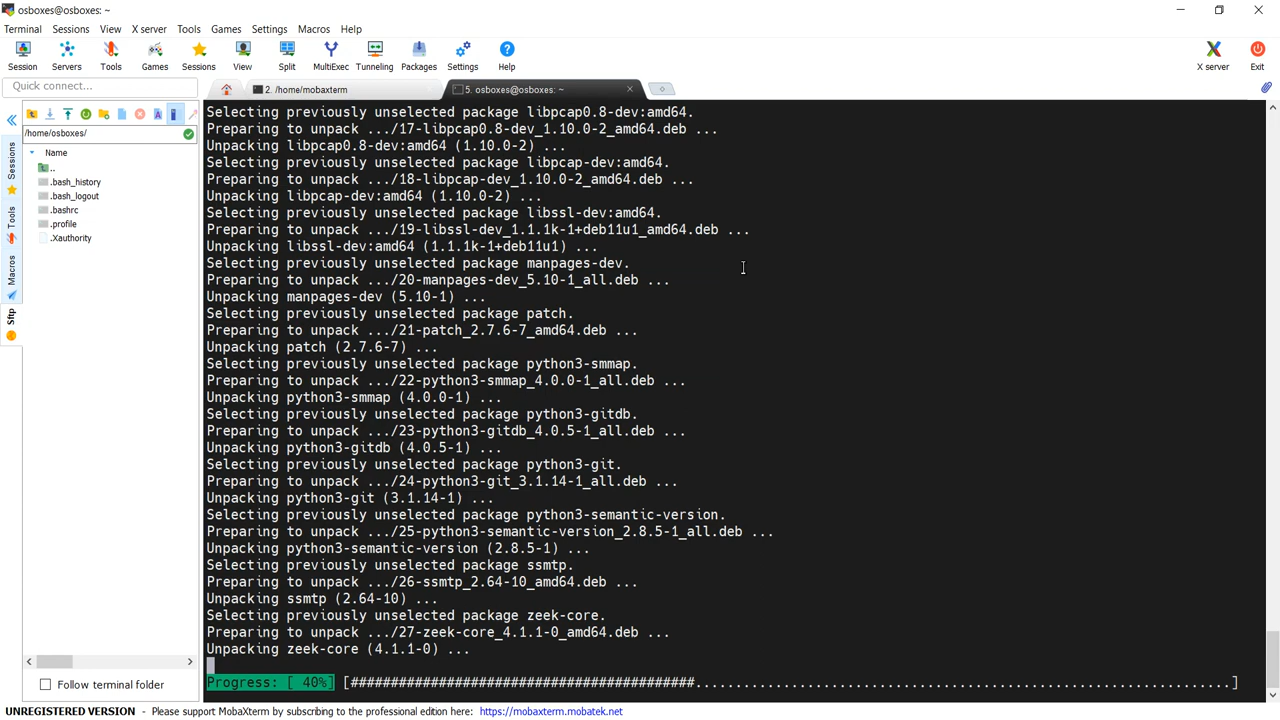 osboxes@osboxes: ~
Terminal Sessions View X server Tools Games Settings Macros Help
Session Servers Tools Games Sessions View Split MultiExec Tunneling Packages Settings Help X server Exit
Quick connect...
2. /home/mobaxterm
5. osboxes@osboxes: ~
Sessions
Tools
Macros
Sftp
/home/osboxes/
Name
..
.bash_history
.bash_logout
.bashrc
.profile
.Xauthority
Follow terminal folder
Selecting previously unselected package libpcap0.8-dev:amd64.
Preparing to unpack .../17-libpcap0.8-dev_1.10.0-2_amd64.deb ...
Unpacking libpcap0.8-dev:amd64 (1.10.0-2) ...
Selecting previously unselected package libpcap-dev:amd64.
Preparing to unpack .../18-libpcap-dev_1.10.0-2_amd64.deb ...
Unpacking libpcap-dev:amd64 (1.10.0-2) ...
Selecting previously unselected package libssl-dev:amd64.
Preparing to unpack .../19-libssl-dev_1.1.1k-1+deb11u1_amd64.deb ...
Unpacking libssl-dev:amd64 (1.1.1k-1+deb11u1) ...
Selecting previously unselected package manpages-dev.
Preparing to unpack .../20-manpages-dev_5.10-1_all.deb ...
Unpacking manpages-dev (5.10-1) ...
Selecting previously unselected package patch.
Preparing to unpack .../21-patch_2.7.6-7_amd64.deb ...
Unpacking patch (2.7.6-7) ...
Selecting previously unselected package python3-smmap.
Preparing to unpack .../22-python3-smmap_4.0.0-1_all.deb ...
Unpacking python3-smmap (4.0.0-1) ...
Selecting previously unselected package python3-gitdb.
Preparing to unpack .../23-python3-gitdb_4.0.5-1_all.deb ...
Unpacking python3-gitdb (4.0.5-1) ...
Selecting previously unselected package python3-git.
Preparing to unpack .../24-python3-git_3.1.14-1_all.deb ...
Unpacking python3-git (3.1.14-1) ...
Selecting previously unselected package python3-semantic-version.
Preparing to unpack .../25-python3-semantic-version_2.8.5-1_all.deb ...
Unpacking python3-semantic-version (2.8.5-1) ...
Selecting previously unselected package ssmtp.
Preparing to unpack .../26-ssmtp_2.64-10_amd64.deb ...
Unpacking ssmtp (2.64-10) ...
Selecting previously unselected package zeek-core.
Preparing to unpack .../27-zeek-core_4.1.1-0_amd64.deb ...
Unpacking zeek-core (4.1.1-0) ...
Progress: [ 40%] [###########################################...................................................................]
UNREGISTERED VERSION - Please support MobaXterm by subscribing to the professional edition here: https://mobaxterm.mobatek.net